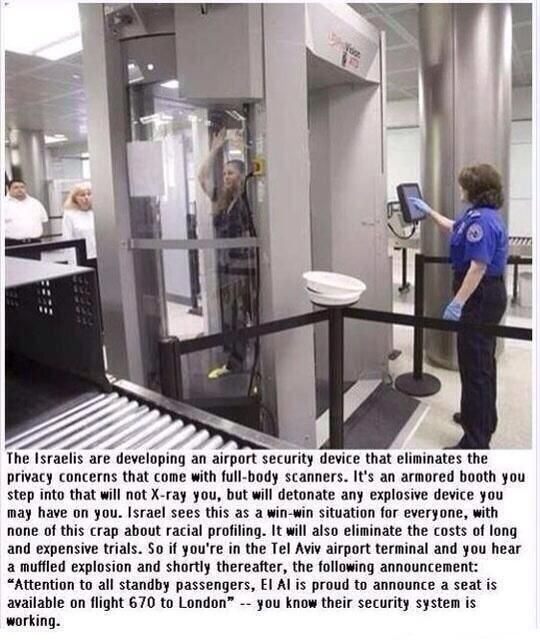 The Israelis are developing an airport security device that eliminates the
privacy concerns that come with full-body scanners. It's an armored booth you
step into that will not X-ray you, but will detonate any explosive device you
may have on you. Israel sees this as a win-win situation for everyone, with
none of this crap about racial profiling. It will also eliminate the costs of long
and expensive trials. So if you're in the Tel Aviv airport terminal and you hear
a muffled explosion and shortly thereafter, the following announcement:
“Attention to all standby passengers, El Al is proud to announce a seat is
available on flight 670 to London” -- you know their security system is
working.